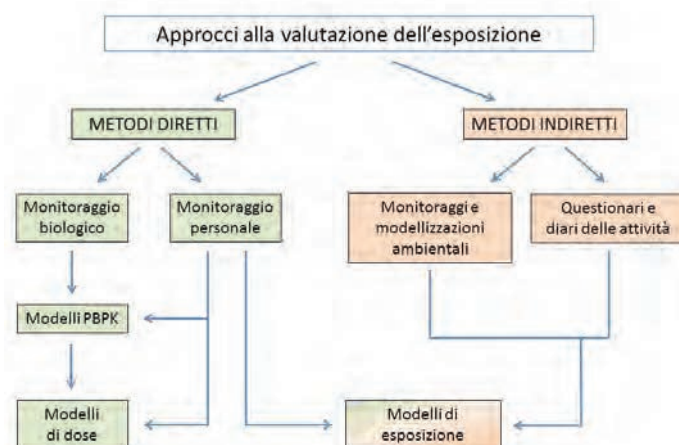 Approcci alla valutazione dell'esposizione
METODI DIRETTI
METODI INDIRETTI
Monitoraggio
biologico
Monitoraggio
personale
Monitoraggi e
modellizzazioni
ambientali
Questionari e
diari delle attività
Modelli PBPK
Modelli
di dose
Modelli di
esposizione